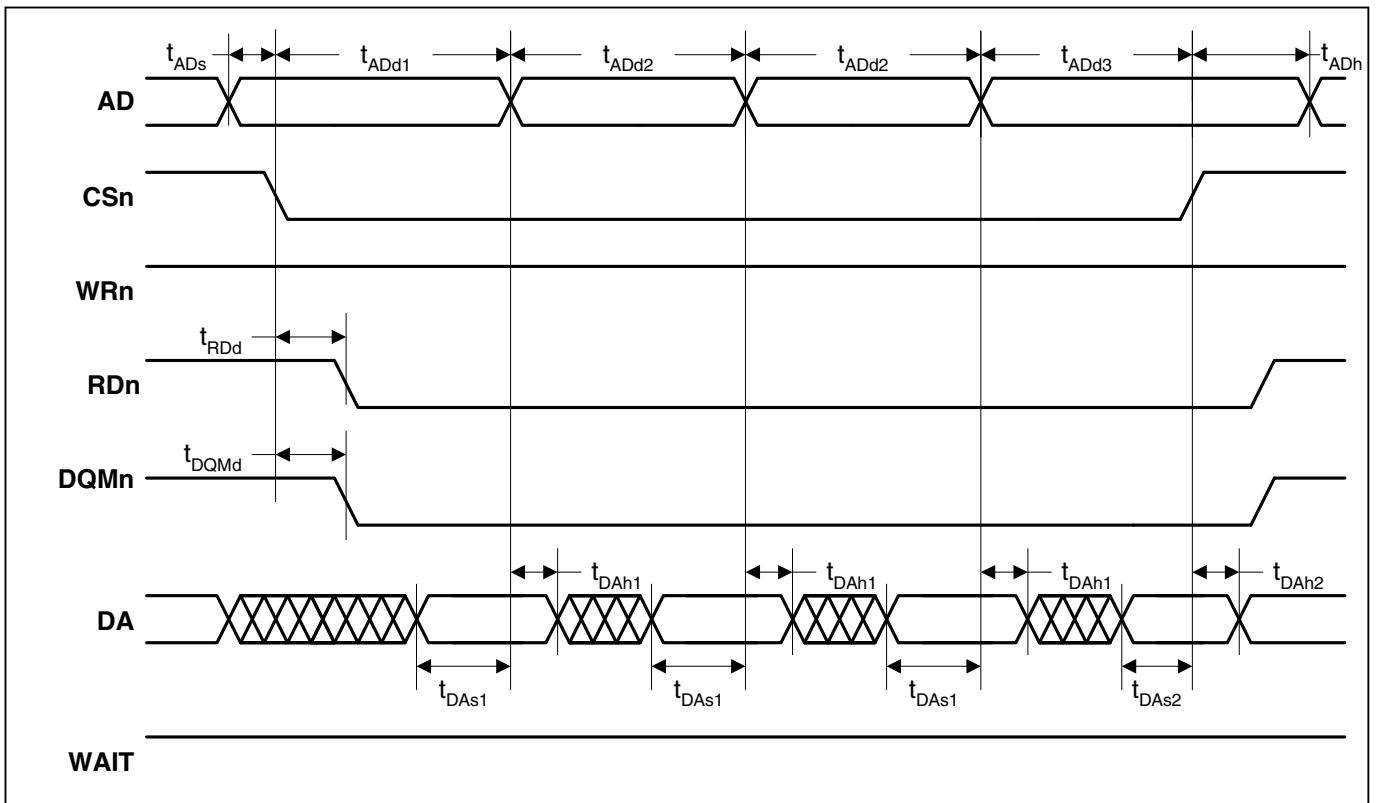 tADs tADd1 tADd2 tADd2 tADd3 tADh
AD
CSn
WRn
tRDd
RDn
tDQMd
DQMn
tDAh1 tDAh1 tDAh1 tDAh2
DA
tDAs1 tDAs1 tDAs1 tDAs2
WAIT